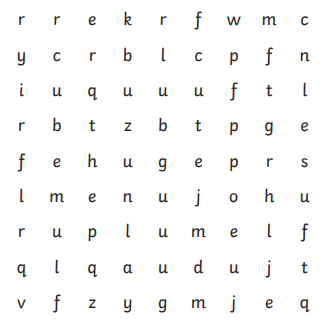 r r e k r f w m c
y c r b l c p f n
i u q u u u f t l
r b t z b t p g e
f e h u g e p r s
l m e n u j o h u
r u p l u m e l f
q l q a u d u j t
v f z y g m j e q